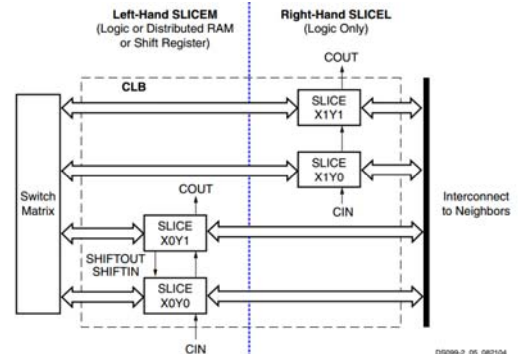 Left-Hand SLICEM
(Logic or Distributed RAM
or Shift Register)
Right-Hand SLICEL
(Logic Only)
COUT
CLB
SLICE
X1Y1
SLICE
X1Y0
Switch
Matrix
COUT
CIN
Interconnect
to Neighbors
SLICE
X0Y1
SHIFTOUT
SHIFTIN
SLICE
X0Y0
CIN
DS099-2_05_082104